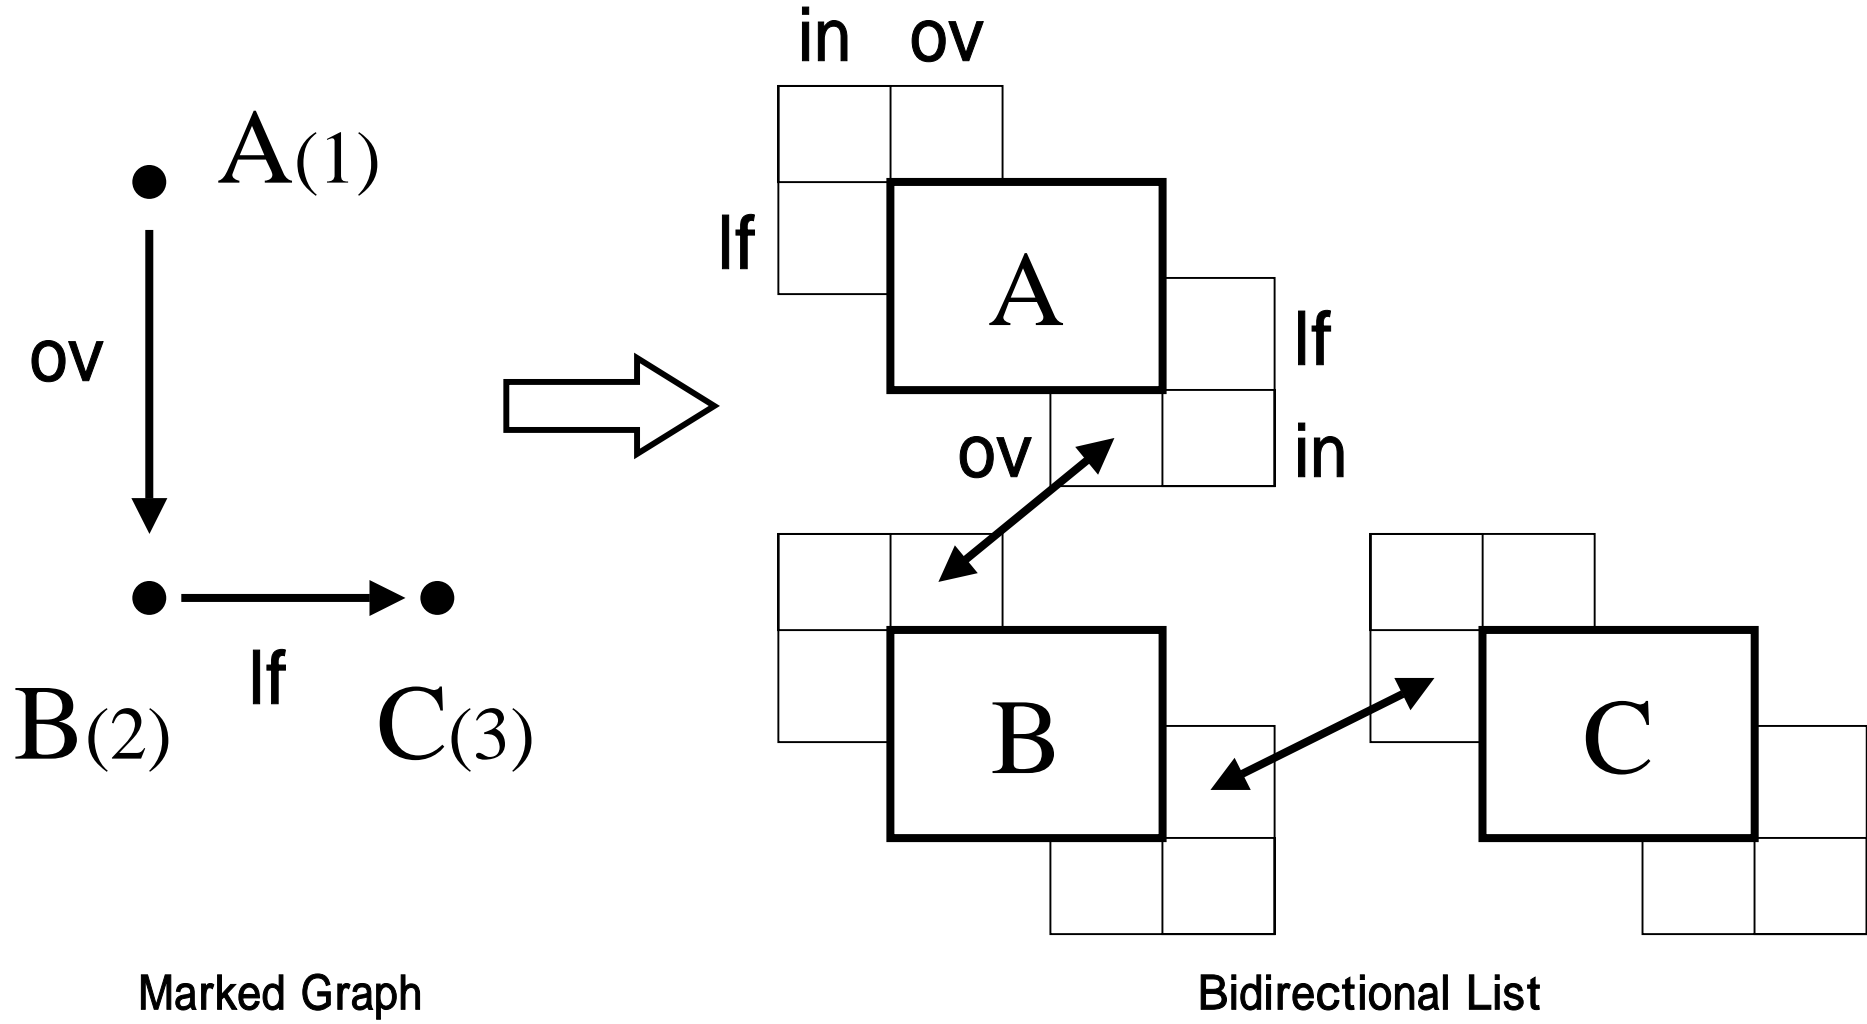 in ov
A(1)
lf
A
ov
lf
ov
in
lf
B(2)
C(3)
B
C
Marked Graph
Bidirectional List